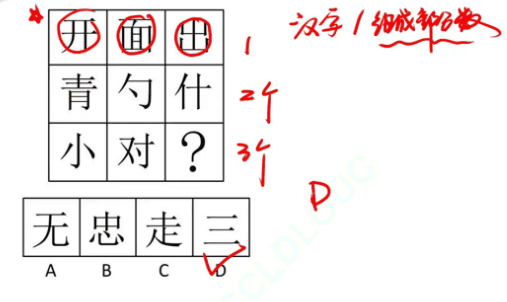 汉字 / 组成部分数
开 面 出 1
青 勺 什 2个
小 对 ? 3个
D
无 忠 走 三
A B C D
CCLDLOUC